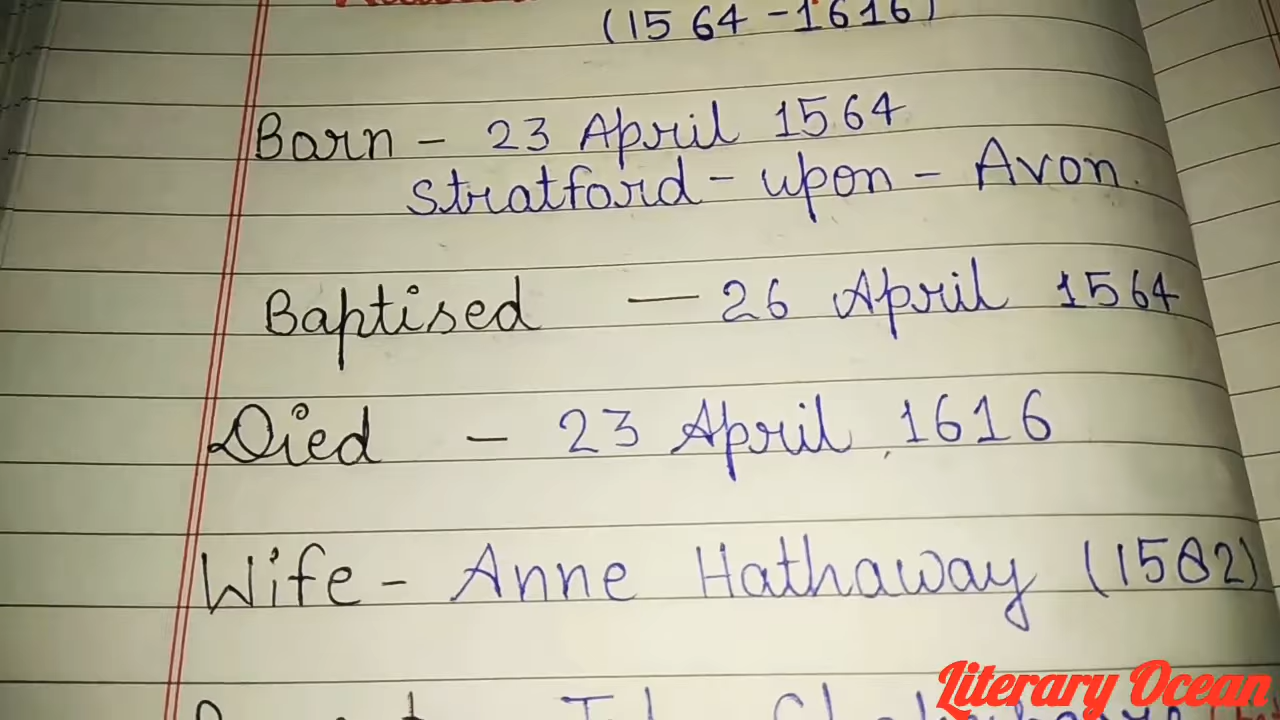 (1564-1616)
Barn - 23 April 1564
Stratford - upon - Avon.
Baptised — 26 April 1564
Died - 23 April 1616
Wife - Anne Hathaway (1582)
Literary Ocean